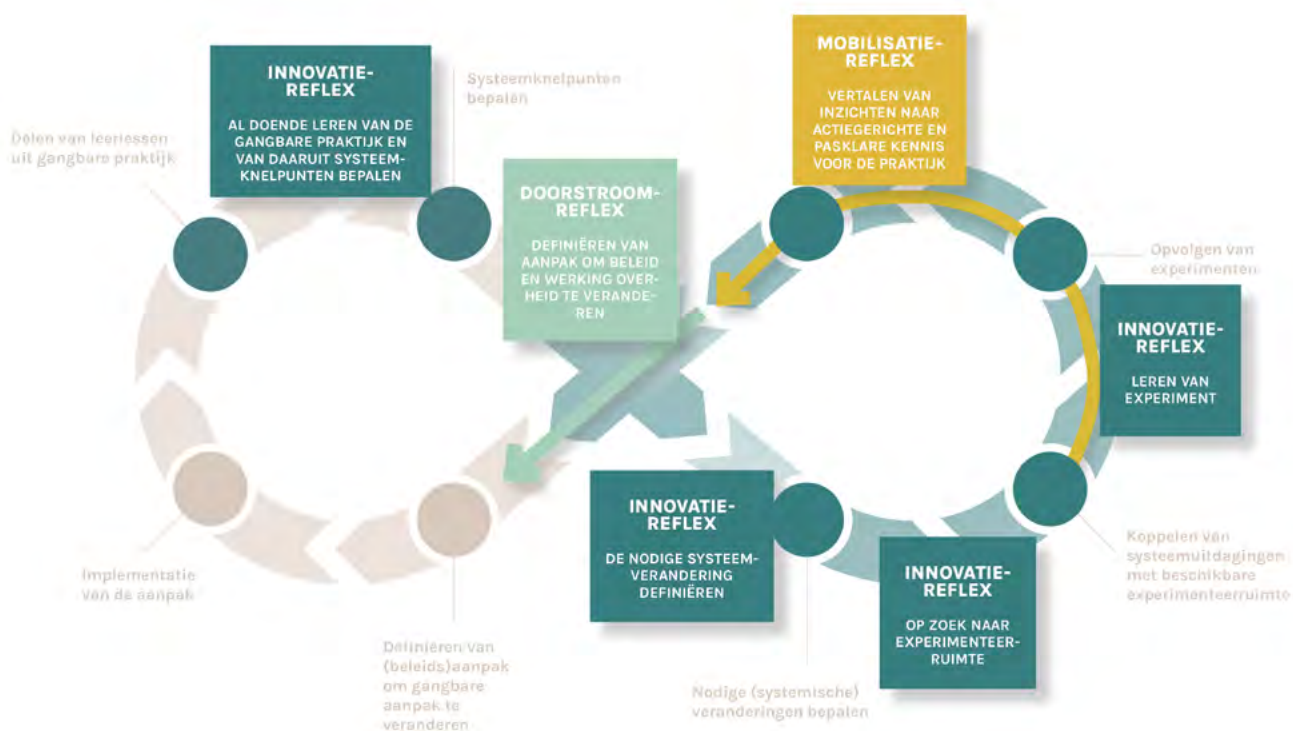 INNOVATIE-
REFLEX
AL DOENDE LEREN VAN DE
GANGBARE PRAKTIJK EN
VAN DAARUIT SYSTEEM-
KNELPUNTEN BEPALEN
Systeemknelpunten
bepalen
Delen van leerlessen
uit gangbare praktijk
DOORSTROOM-
REFLEX
DEFINIËREN VAN
AANPAK OM BELEID
EN WERKING OVER-
HEID TE VERANDE-
REN
MOBILISATIE-
REFLEX
VERTALEN VAN
INZICHTEN NAAR
ACTIEGERICHTE EN
PASKLARE KENNIS
VOOR DE PRAKTIJK
Opvolgen van
experimenten
INNOVATIE-
REFLEX
LEREN VAN
EXPERIMENT
Koppelen van
systeemuitdagingen
met beschikbare
experimenteerruimte
INNOVATIE-
REFLEX
OP ZOEK NAAR
EXPERIMENTEER-
RUIMTE
INNOVATIE-
REFLEX
DE NODIGE SYSTEEM-
VERANDERING
DEFINIËREN
Nodige (systemische)
veranderingen bepalen
Definiëren van
(beleids)aanpak
om gangbare
aanpak te
veranderen
Implementatie
van de aanpak